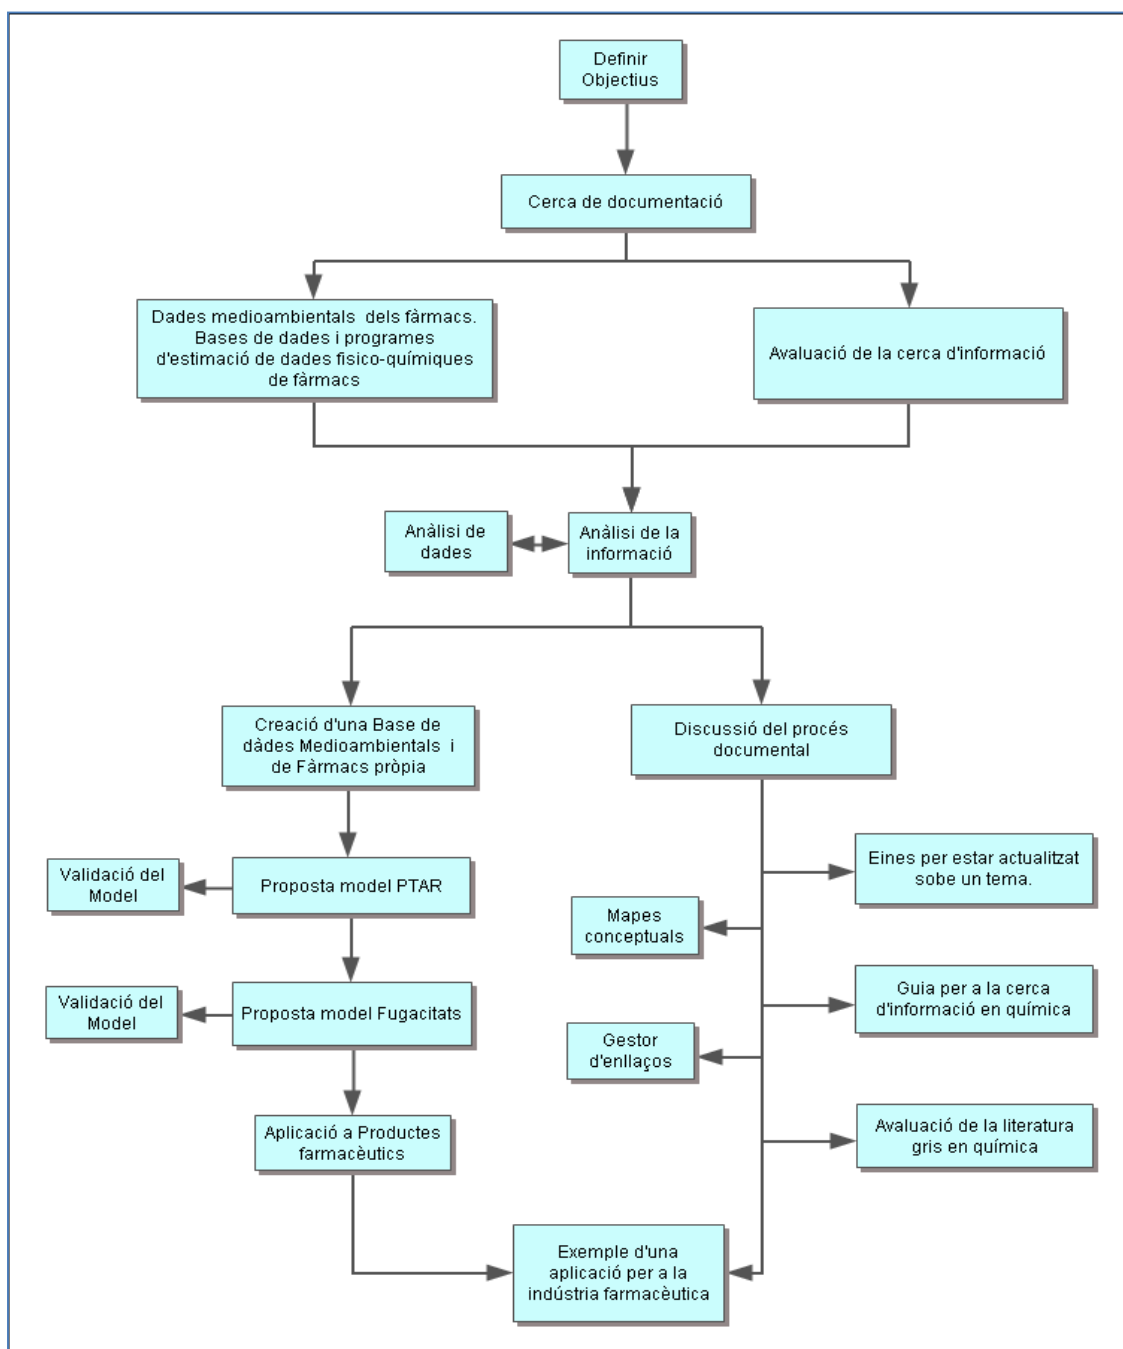 Definir
Objectius
Cerca de documentació
Dades medioambientals dels fàrmacs.
Bases de dades i programes
d'estimació de dades fisico-químiques
de fàrmacs
Avaluació de la cerca d'informació
Anàlisi de
dades
Anàlisi de la
informació
Creació d'una Base de
dàdes Medioambientals i
de Fàrmacs pròpia
Discussió del procés
documental
Validació del
Model
Proposta model PTAR
Eines per estar actualitzat
sobe un tema.
Mapes
conceptuals
Validació del
Model
Proposta model Fugacitats
Guia per a la cerca
d'informació en química
Gestor
d'enllaços
Aplicació a Productes
farmacèutics
Avaluació de la literatura
gris en química
Exemple d'una
aplicació per a la
indústria farmacèutica